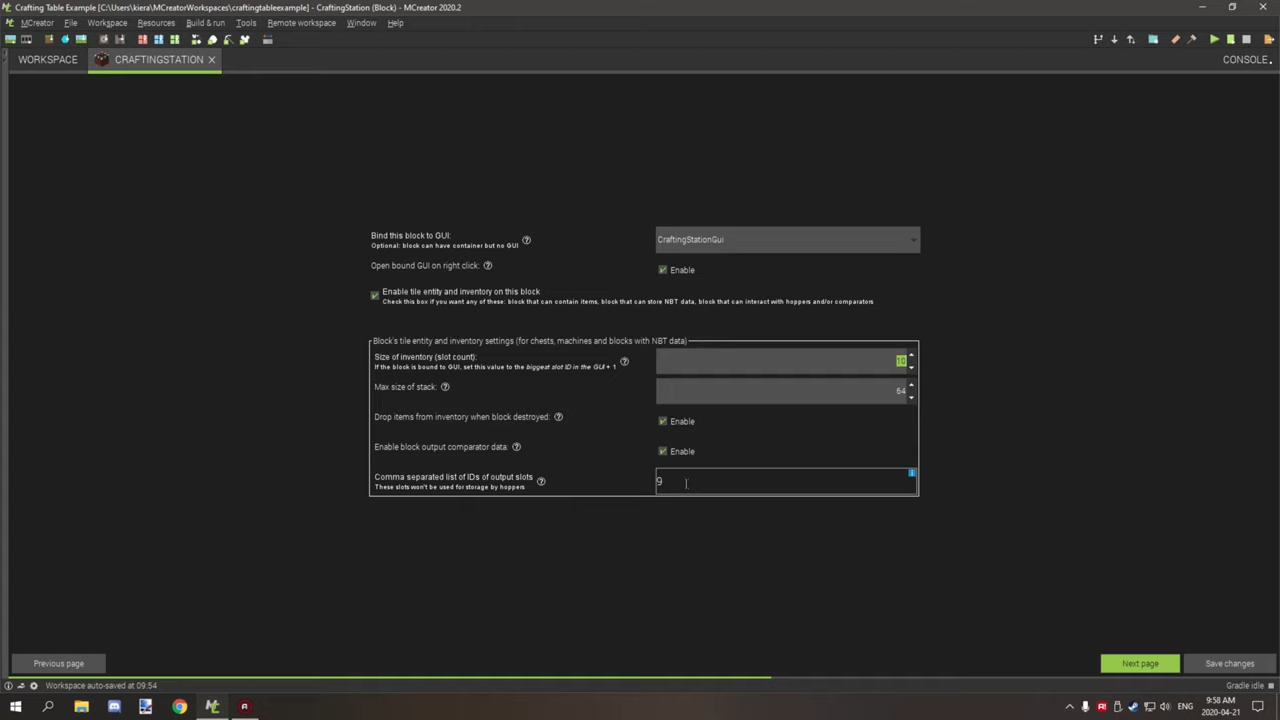 Crafting Table Example [C:\Users\kiera\MCreatorWorkspaces\craftingtableexample] - CraftingStation (Block) - MCreator 2020.2
MCreator File Workspace Resources Build & run Tools Remote workspace Window Help
WORKSPACE CRAFTINGSTATION CONSOLE
Bind this block to GUI: CraftingStationGui
Optional: block can have container but no GUI
Open bound GUI on right click: Enable
Enable tile entity and inventory on this block
Check this box if you want any of these: block that can contain items, block that can store NBT data, block that can interact with hoppers and/or comparators
Block's tile entity and inventory settings (for chests, machines and blocks with NBT data)
Size of inventory (slot count): 10
If the block is bound to GUI, set this value to the biggest slot ID in the GUI + 1
Max size of stack: 64
Drop items from inventory when block destroyed: Enable
Enable block output comparator data: Enable
Comma separated list of IDs of output slots 9
These slots won't be used for storage by hoppers
Previous page Next page Save changes
Workspace auto-saved at 09:54 Gradle idle
ENG 9:58 AM
2020-04-21